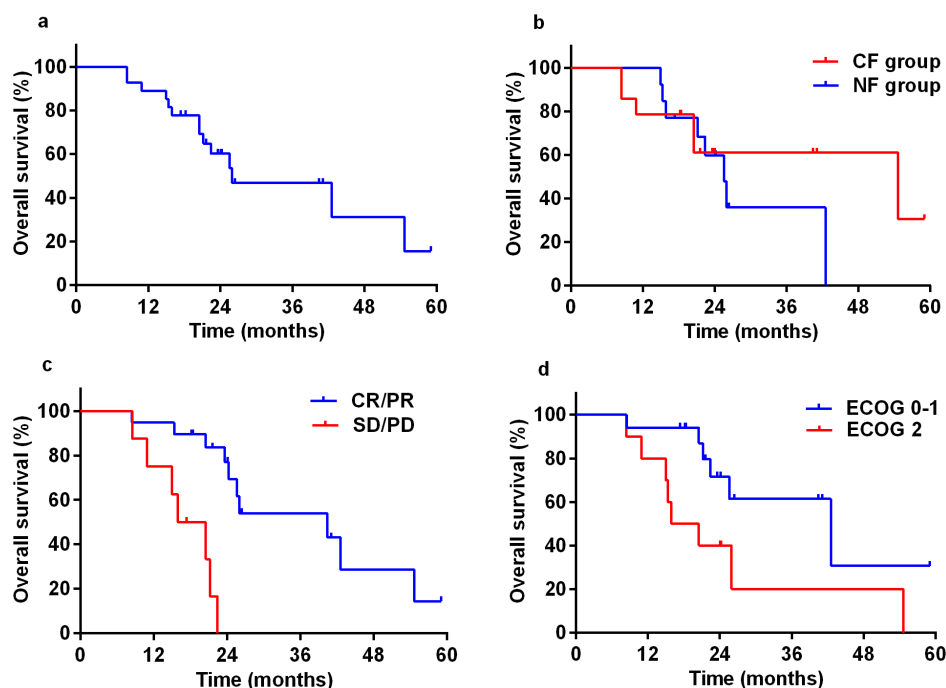 a
Overall survival (%)
100
80
60
40
20
0
0 12 24 36 48 60
Time (months)
b
Overall survival (%)
CF group
NF group
100
80
60
40
20
0
0 12 24 36 48 60
Time (months)
c
Overall survival (%)
CR/PR
SD/PD
100
80
60
40
20
0
0 12 24 36 48 60
Time (months)
d
Overall survival (%)
ECOG 0-1
ECOG 2
100
80
60
40
20
0
0 12 24 36 48 60
Time (months)